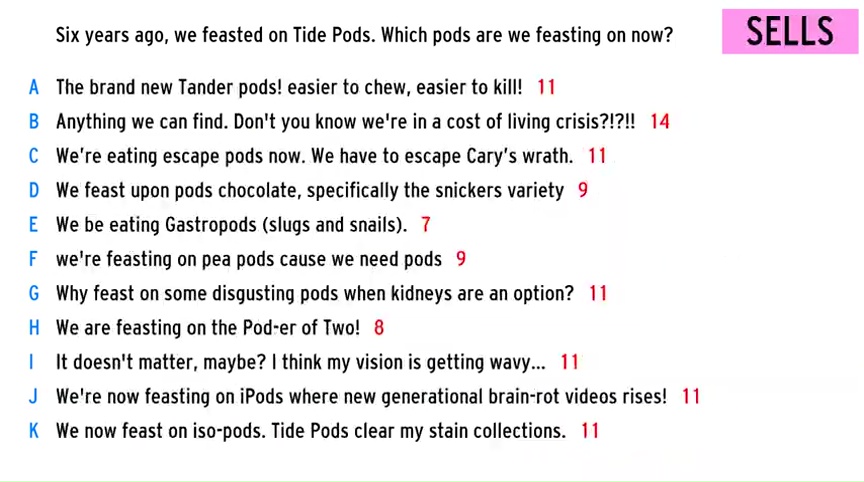 Six years ago, we feasted on Tide Pods. Which pods are we feasting on now?
SELLS
A The brand new Tander pods! easier to chew, easier to kill! 11
B Anything we can find. Don't you know we're in a cost of living crisis?!?!! 14
C We're eating escape pods now. We have to escape Cary's wrath. 11
D We feast upon pods chocolate, specifically the snickers variety 9
E We be eating Gastropods (slugs and snails). 7
F we're feasting on pea pods cause we need pods 9
G Why feast on some disgusting pods when kidneys are an option? 11
H We are feasting on the Pod-er of Two! 8
I It doesn't matter, maybe? I think my vision is getting wavy... 11
J We're now feasting on iPods where new generational brain-rot videos rises! 11
K We now feast on iso-pods. Tide Pods clear my stain collections. 11